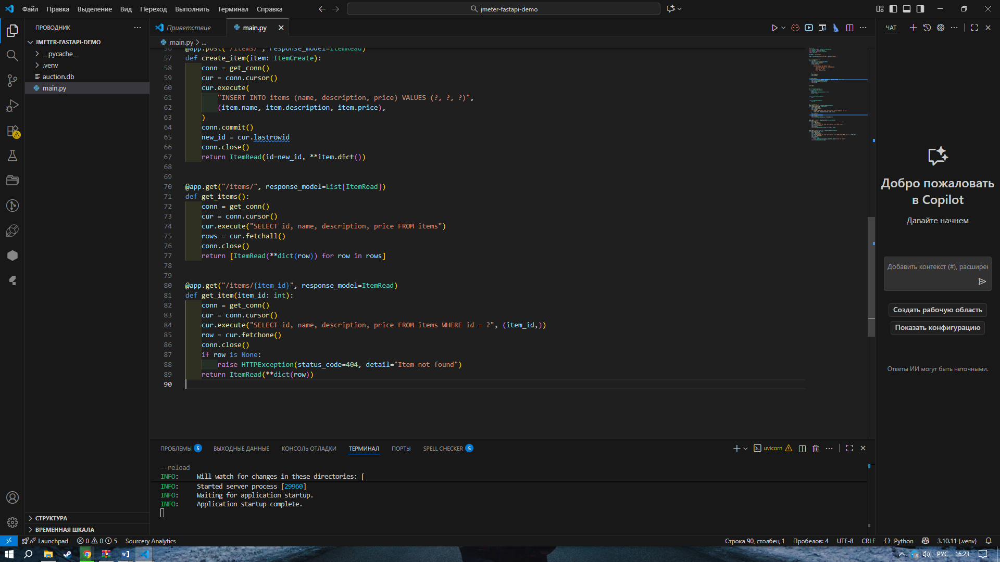 Файл Правка Выделение Вид Переход Выполнить Терминал Справка
jmeter-fastapi-demo
ПРОВОДНИК
JMETER-FASTAPI-DEMO
__pycache__
.venv
auction.db
main.py
СТРУКТУРА
ВРЕМЕННАЯ ШКАЛА
Приветствие
main.py
main.py > ...
56 @app.post("/items/", response_model=ItemRead)
57 def create_item(item: ItemCreate):
58     conn = get_conn()
59     cur = conn.cursor()
60     cur.execute(
61         "INSERT INTO items (name, description, price) VALUES (?, ?, ?)",
62         (item.name, item.description, item.price),
63     )
64     conn.commit()
65     new_id = cur.lastrowid
66     conn.close()
67     return ItemRead(id=new_id, **item.dict())
68
69
70 @app.get("/items/", response_model=List[ItemRead])
71 def get_items():
72     conn = get_conn()
73     cur = conn.cursor()
74     cur.execute("SELECT id, name, description, price FROM items")
75     rows = cur.fetchall()
76     conn.close()
77     return [ItemRead(**dict(row)) for row in rows]
78
79
80 @app.get("/items/{item_id}", response_model=ItemRead)
81 def get_item(item_id: int):
82     conn = get_conn()
83     cur = conn.cursor()
84     cur.execute("SELECT id, name, description, price FROM items WHERE id = ?", (item_id,))
85     row = cur.fetchone()
86     conn.close()
87     if row is None:
88         raise HTTPException(status_code=404, detail="Item not found")
89     return ItemRead(**dict(row))
90
ПРОБЛЕМЫ 5 ВЫХОДНЫЕ ДАННЫЕ КОНСОЛЬ ОТЛАДКИ ТЕРМИНАЛ ПОРТЫ SPELL CHECKER 5
uvicorn
--reload
INFO: Will watch for changes in these directories: [
INFO: Started server process [29960]
INFO: Waiting for application startup.
INFO: Application startup complete.
ЧАТ
Добро пожаловать
в Copilot
Давайте начнем
Добавить контекст (#), расширен
Создать рабочую область
Показать конфигурацию
Ответы ИИ могут быть неточными.
Launchpad 0 0 5 Sourcery Analytics
Строка 90, столбец 1 Пробелов: 4 UTF-8 CRLF {} Python 3.10.11 (.venv)
РУС 16:23